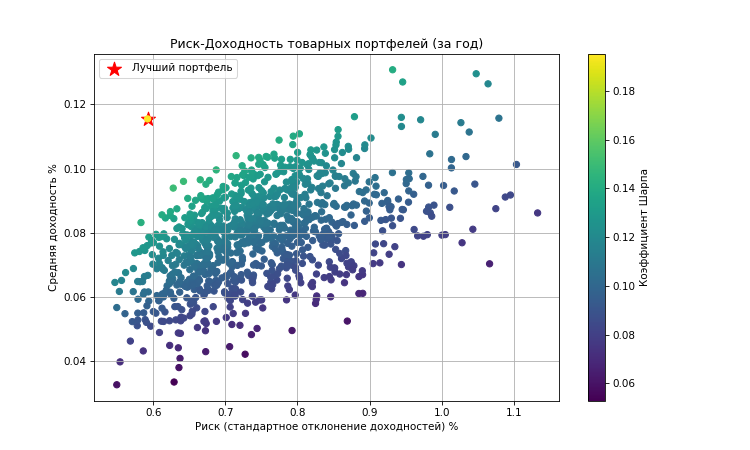 Риск-Доходность товарных портфелей (за год)
Лучший портфель
Средняя доходность %
0.12
0.10
0.08
0.06
0.04
0.6 0.7 0.8 0.9 1.0 1.1
Риск (стандартное отклонение доходностей) %
0.18
0.16
0.14
0.12
0.10
0.08
0.06
Коэффициент Шарпа